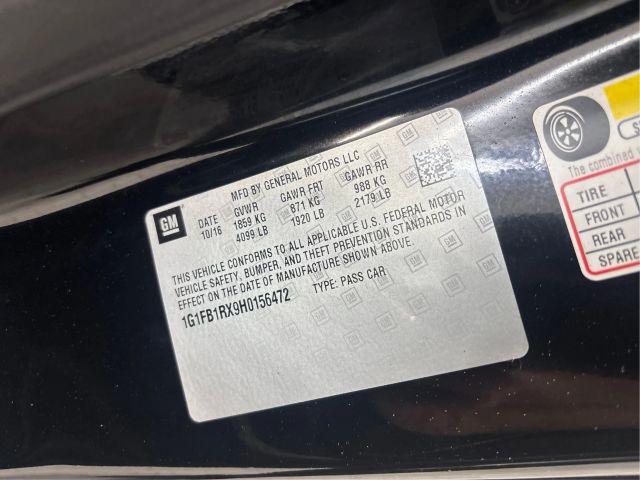 GM
MFD BY GENERAL MOTORS LLC
DATE GVWR GAWR FRT GAWR RR
10/16 1859 KG 871 KG 988 KG
4099 LB 1920 LB 2179 LB
THIS VEHICLE CONFORMS TO ALL APPLICABLE U.S. FEDERAL MOTOR
VEHICLE SAFETY, BUMPER, AND THEFT PREVENTION STANDARDS IN
EFFECT ON THE DATE OF MANUFACTURE SHOWN ABOVE.
1G1FB1RX9H0156472 TYPE: PASS CAR
The combined
TIRE
FRONT
REAR
SPARE